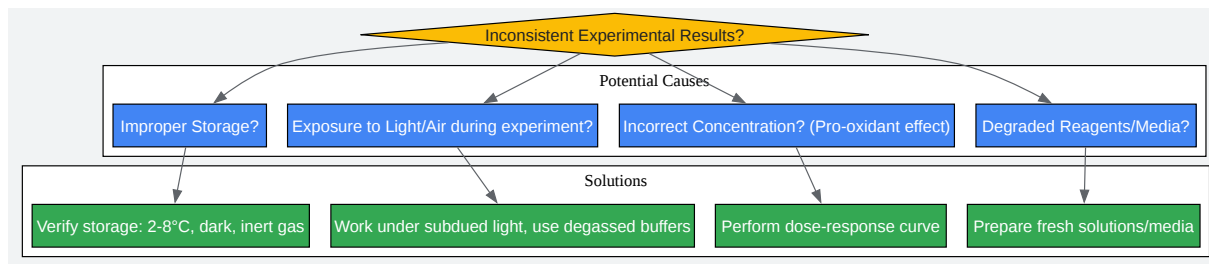 Inconsistent Experimental Results?
Potential Causes
Improper Storage?
Exposure to Light/Air during experiment?
Incorrect Concentration? (Pro-oxidant effect)
Degraded Reagents/Media?
Solutions
Verify storage: 2-8°C, dark, inert gas
Work under subdued light, use degassed buffers
Perform dose-response curve
Prepare fresh solutions/media